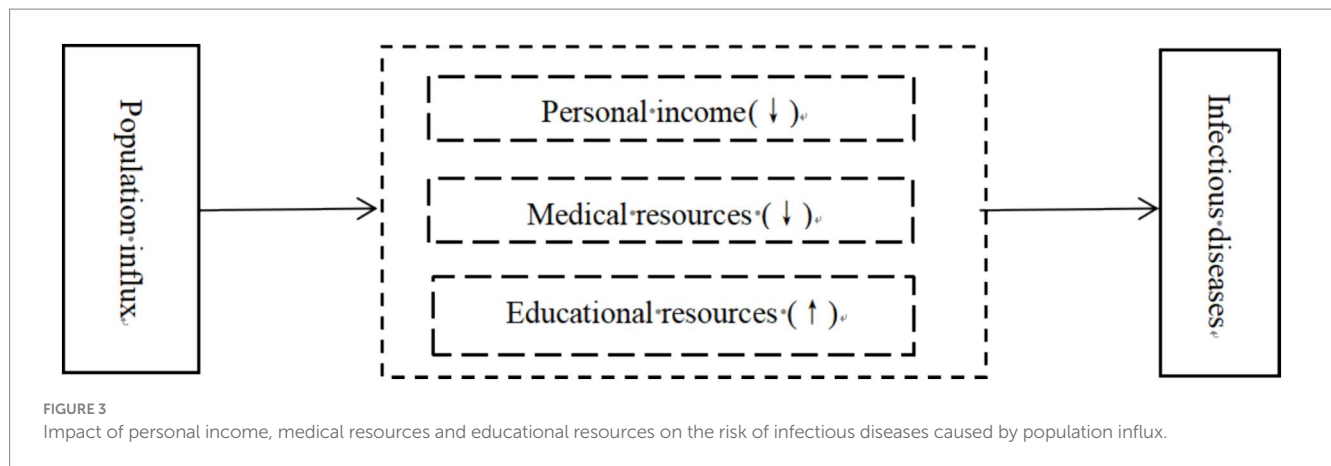 Population influx
Personal income(↓)
Medical resources (↓)
Educational resources (↑)
Infectious diseases
FIGURE 3
Impact of personal income, medical resources and educational resources on the risk of infectious diseases caused by population influx.